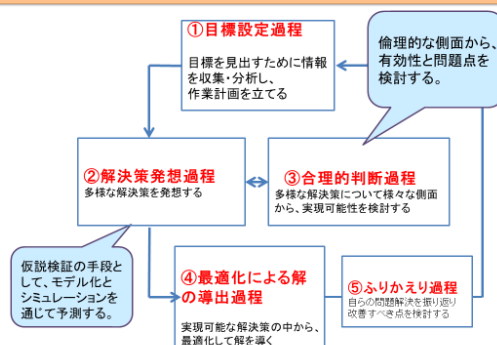 ①目標設定過程
目標を見出すために情報
を収集・分析し、
作業計画を立てる
倫理的な側面から、
有効性と問題点を
検討する。
②解決策発想過程
多様な解決策を発想する
③合理的判断過程
多様な解決策について様々な側面
から、実現可能性を検討する
仮説検証の手段と
して、モデル化と
シミュレーションを
通じて予測する。
④最適化による解
の導出過程
実現可能な解決策の中から、
最適化して解を導く
⑤ふりかえり過程
自らの問題解決を振り返り
改善すべき点を検討する